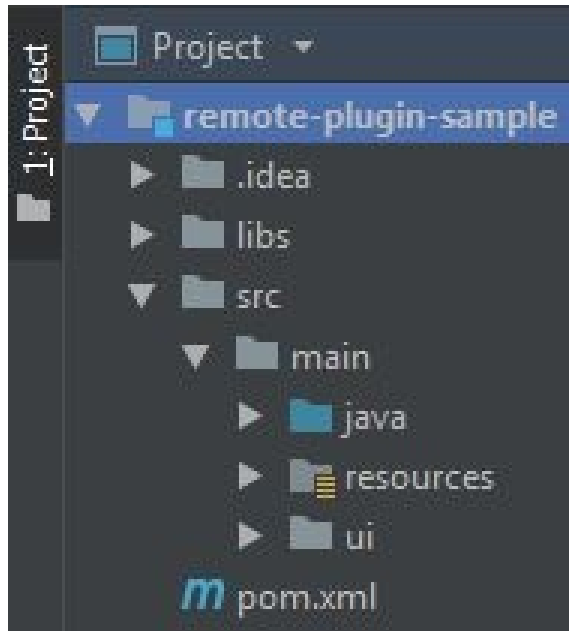 1: Project
Project
remote-plugin-sample
.idea
libs
src
main
java
resources
ui
m pom.xml